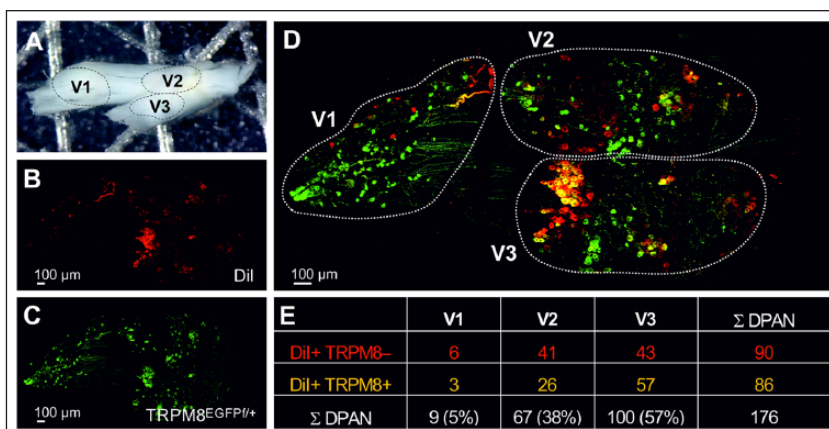 A
V1
V2
V3
B
100 µm
DiI
C
100 µm
TRPM8EGFPf/+
D
V1
V2
V3
100 µm
E V1 V2 V3 Σ DPAN
DiI+ TRPM8– 6 41 43 90
DiI+ TRPM8+ 3 26 57 86
Σ DPAN 9 (5%) 67 (38%) 100 (57%) 176